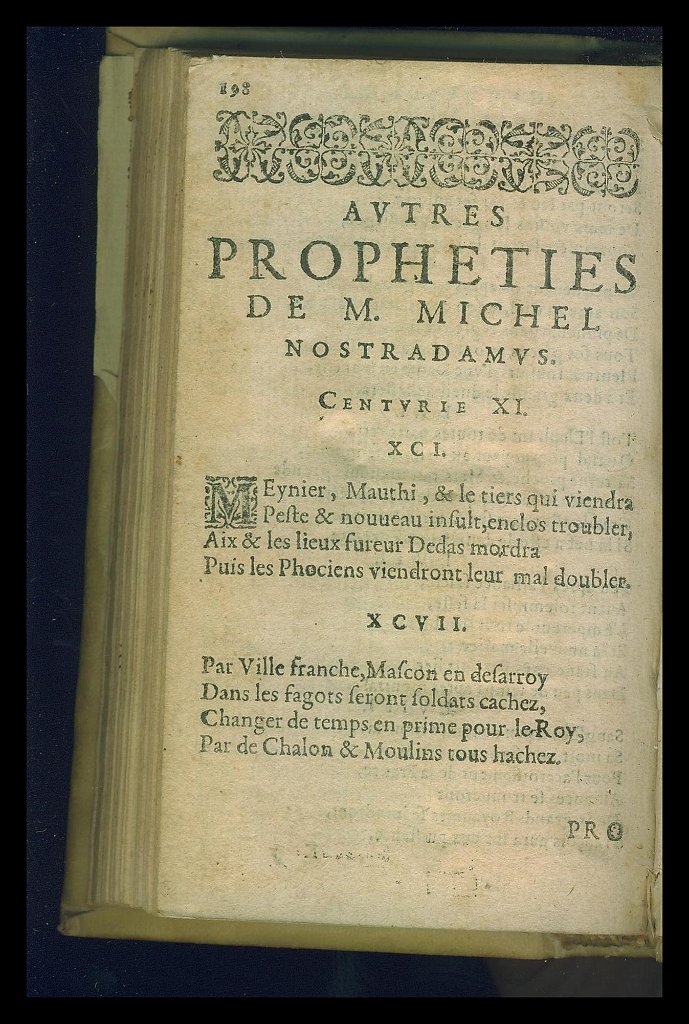 198
AVTRES
PROPHETIES
DE M. MICHEL
NOSTRADAMVS.
CENTVRIE XI.
XCI.
MEynier, Mauthi, & le tiers qui viendra
Peſte & nouueau inſult, enclos troubler,
Aix & les lieux fureur Dedas mordra
Puis les Phociens viendront leur mal doubler.
XCVII.
Par Ville franche, Maſcon en deſarroy
Dans les fagots ſeront ſoldats cachez,
Changer de temps en prime pour le Roy,
Par de Chalon & Moulins tous hachez.
PRO